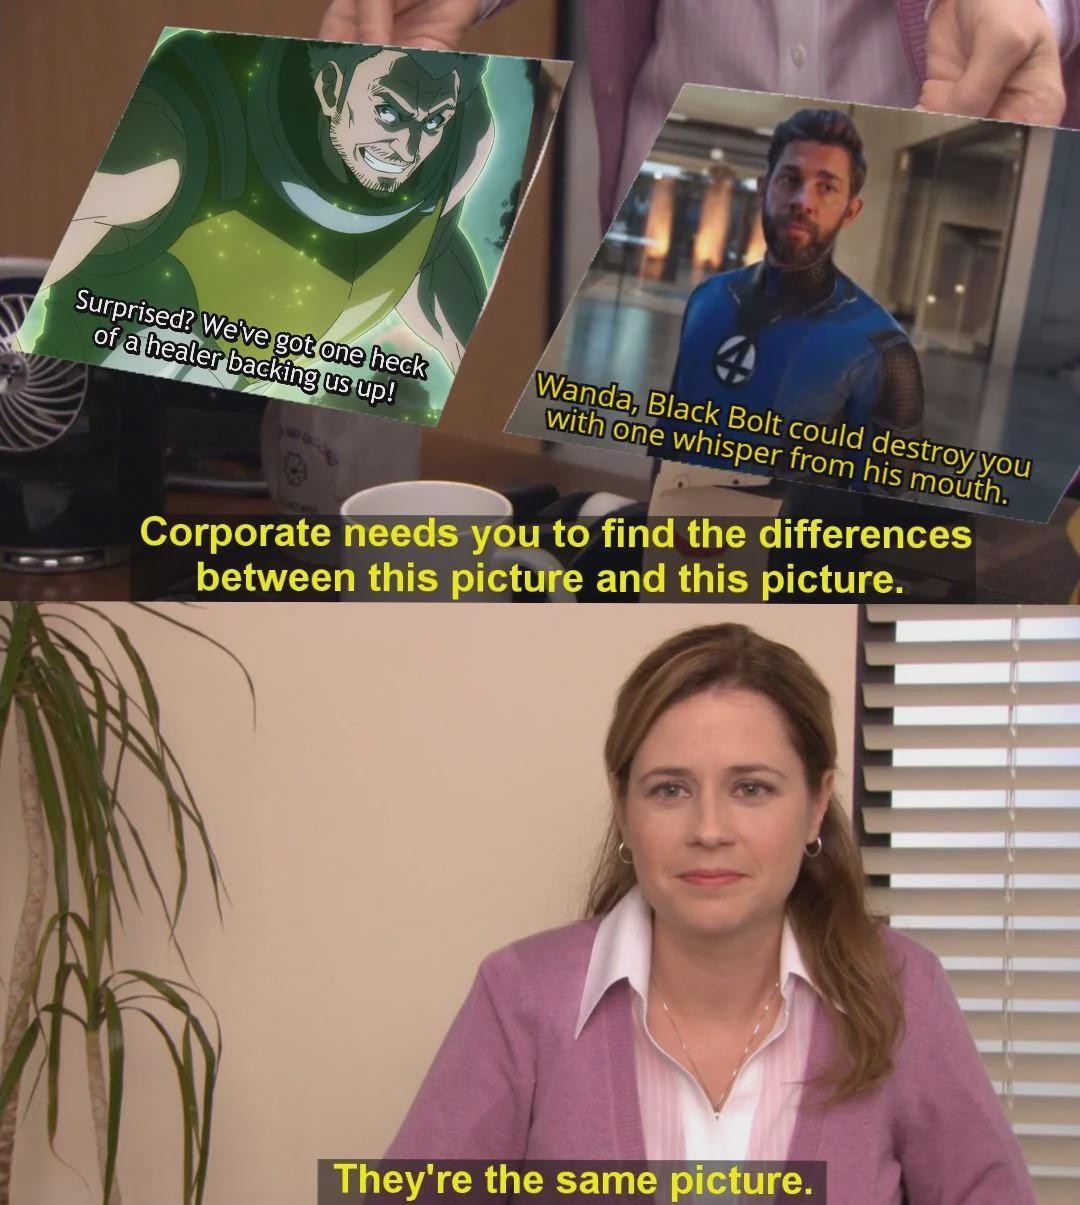 Surprised? We've got one heck
of a healer backing us up!
4
Wanda, Black Bolt could destroy you
with one whisper from his mouth.
Corporate needs you to find the differences
between this picture and this picture.
They're the same picture.